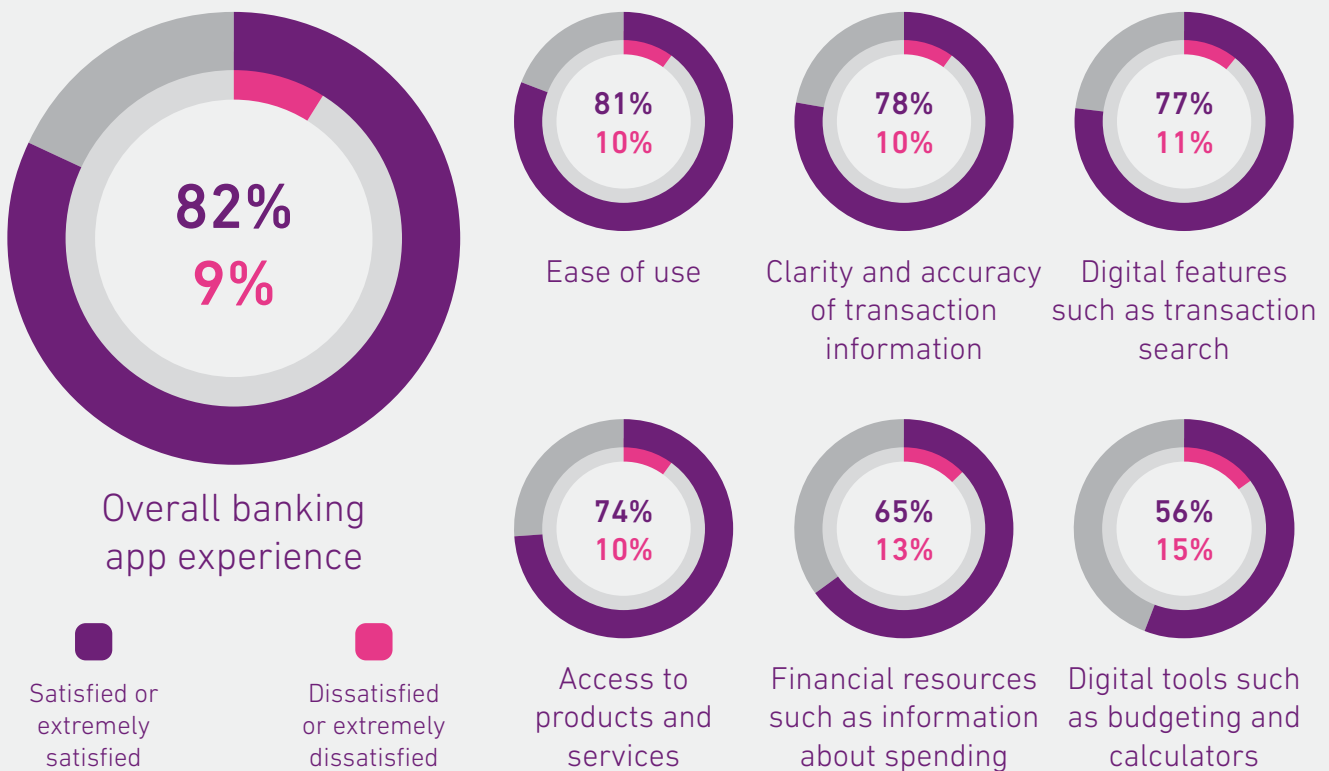 82%
9%
Overall banking
app experience
Satisfied or
extremely
satisfied
Dissatisfied
or extremely
dissatisfied
81%
10%
Ease of use
78%
10%
Clarity and accuracy
of transaction
information
77%
11%
Digital features
such as transaction
search
74%
10%
Access to
products and
services
65%
13%
Financial resources
such as information
about spending
56%
15%
Digital tools such
as budgeting and
calculators